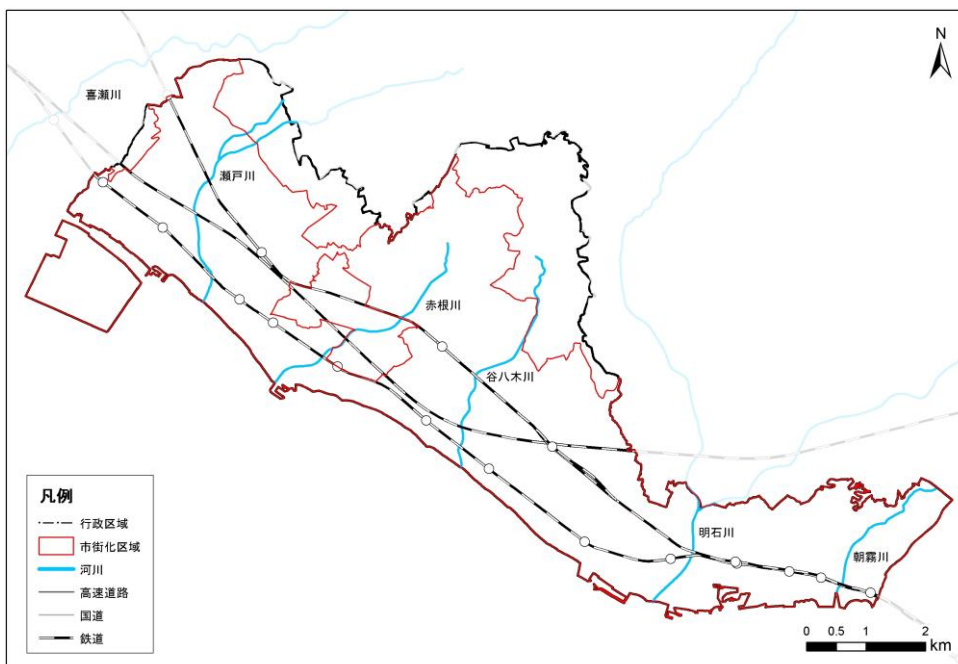 N
喜瀬川
瀬戸川
赤根川
谷八木川
明石川
朝霧川
凡例
行政区域
市街化区域
河川
高速道路
国道
鉄道
0 0.5 1 2
km